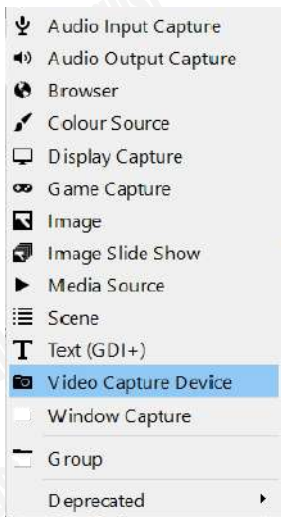 Audio Input Capture
Audio Output Capture
Browser
Colour Source
Display Capture
Game Capture
Image
Image Slide Show
Media Source
Scene
Text (GDI+)
Video Capture Device
Window Capture
Group
Deprecated